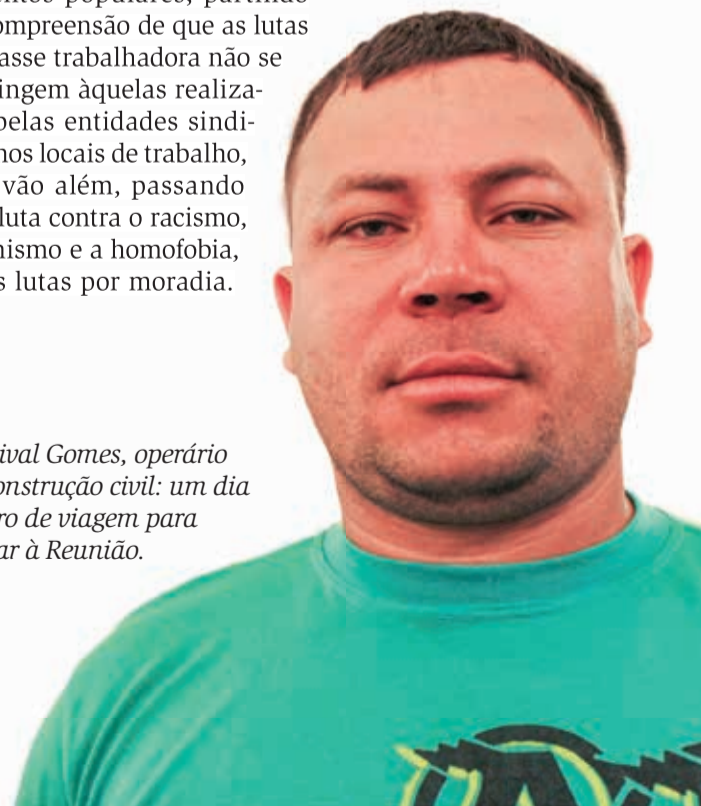 populares,
ompreensão de que as lutas
asse trabalhadora não se
ingem àquelas realiza-
pelas entidades sindi-
nos locais de trabalho,
vão além, passando
luta contra o racismo,
nismo e a homofobia,
s lutas por moradia.
ival Gomes, operário
onstrução civil: um dia
ro de viagem para
ar à Reunião.